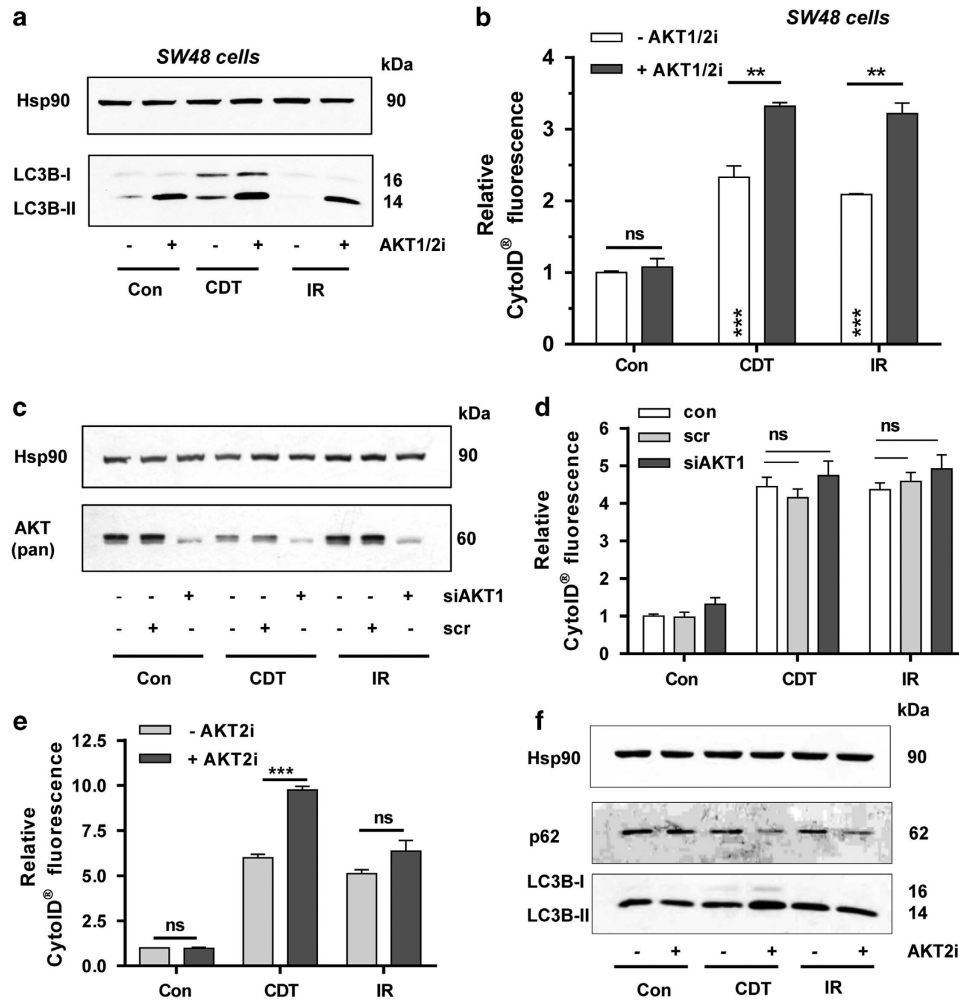 a
SW48 cells
kDa
Hsp90
90
LC3B-I
16
LC3B-II
14
- + - + - + AKT1/2i
Con CDT IR
b
SW48 cells
- AKT1/2i
+ AKT1/2i
Relative
CytoID® fluorescence
4
3
2
1
0
ns
**
**
***
***
Con CDT IR
c
kDa
Hsp90
90
AKT
(pan)
60
- - + - - + - - + siAKT1
- + - - + - - + - scr
Con CDT IR
d
con
scr
siAKT1
Relative
CytoID® fluorescence
6
5
4
3
2
1
0
ns
ns
Con CDT IR
e
- AKT2i
+ AKT2i
Relative
CytoID® fluorescence
12.5
10.0
7.5
5.0
2.5
0.0
ns
***
ns
Con CDT IR
f
kDa
Hsp90
90
p62
62
LC3B-I
16
LC3B-II
14
- + - + - + AKT2i
Con CDT IR